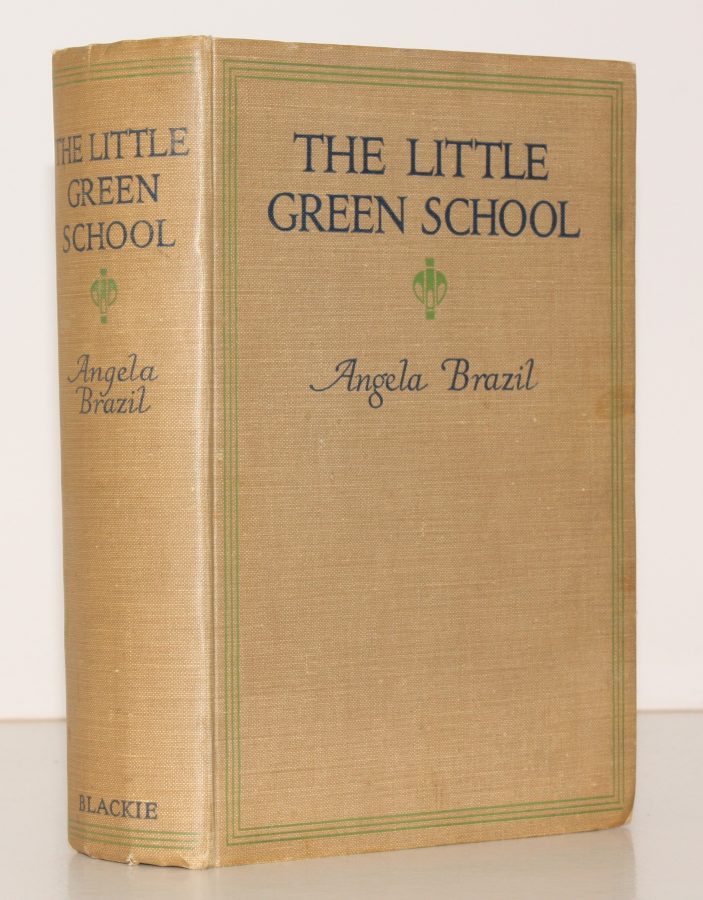 THE LITTLE
GREEN
SCHOOL
Angela
Brazil
BLACKIE
THE LITTLE
GREEN SCHOOL
Angela Brazil